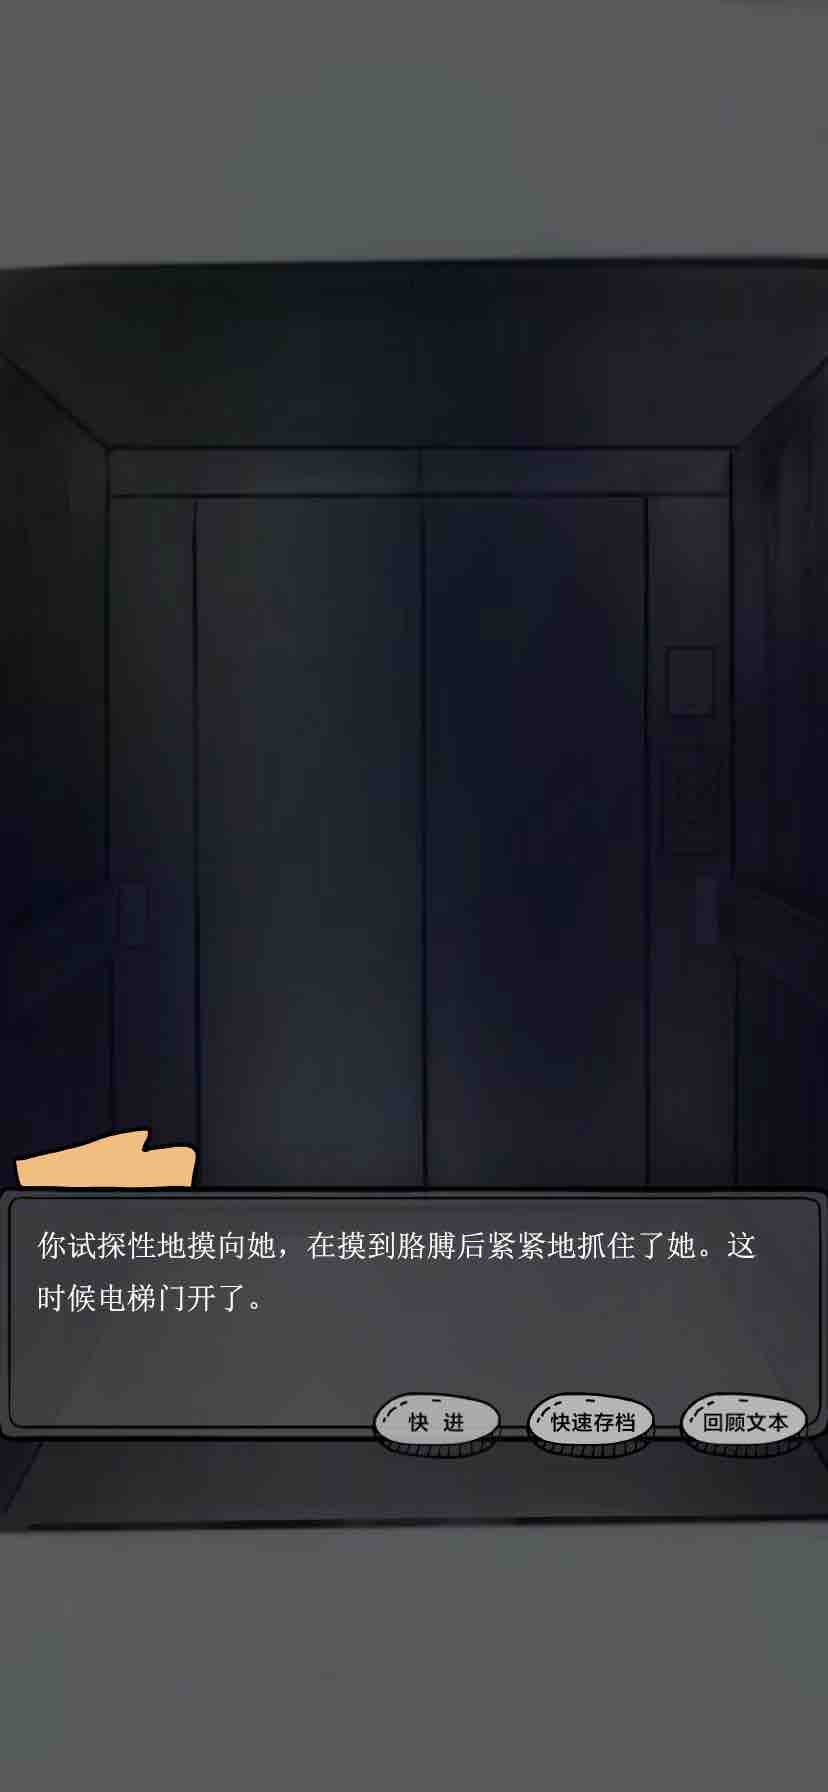 你试探性地摸向她，在摸到胳膊后紧紧地抓住了她。这
时候电梯门开了。
快 进
快速存档
回顾文本